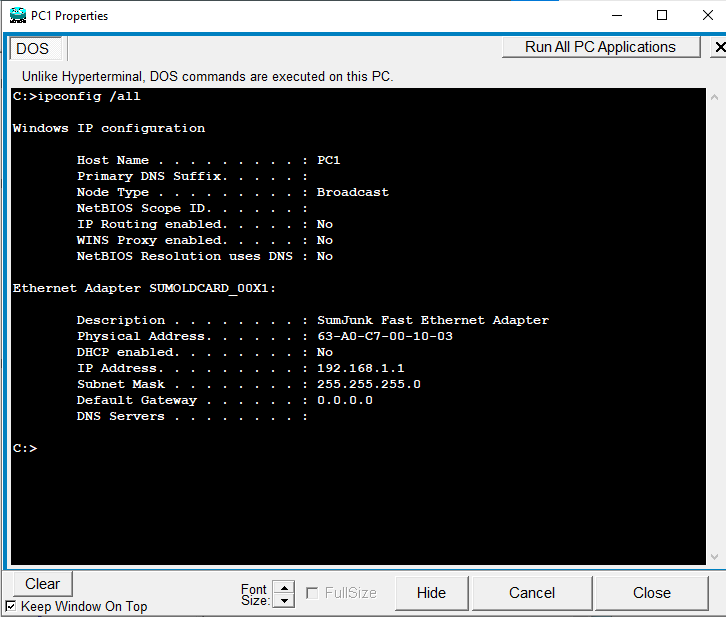 PC1 Properties
DOS
Run All PC Applications
Unlike Hyperterminal, DOS commands are executed on this PC.
C:>ipconfig /all
Windows IP configuration
Host Name . . . . . . . . . : PC1
Primary DNS Suffix. . . . . :
Node Type . . . . . . . . . : Broadcast
NetBIOS Scope ID. . . . . . :
IP Routing enabled. . . . . : No
WINS Proxy enabled. . . . . : No
NetBIOS Resolution uses DNS : No
Ethernet Adapter SUMOLDCARD_00X1:
Description . . . . . . . . : SumJunk Fast Ethernet Adapter
Physical Address. . . . . . : 63-A0-C7-00-10-03
DHCP enabled. . . . . . . . : No
IP Address. . . . . . . . . : 192.168.1.1
Subnet Mask . . . . . . . . : 255.255.255.0
Default Gateway . . . . . . : 0.0.0.0
DNS Servers . . . . . . . . :
C:>
Clear
Keep Window On Top
Font
Size:
FullSize
Hide
Cancel
Close